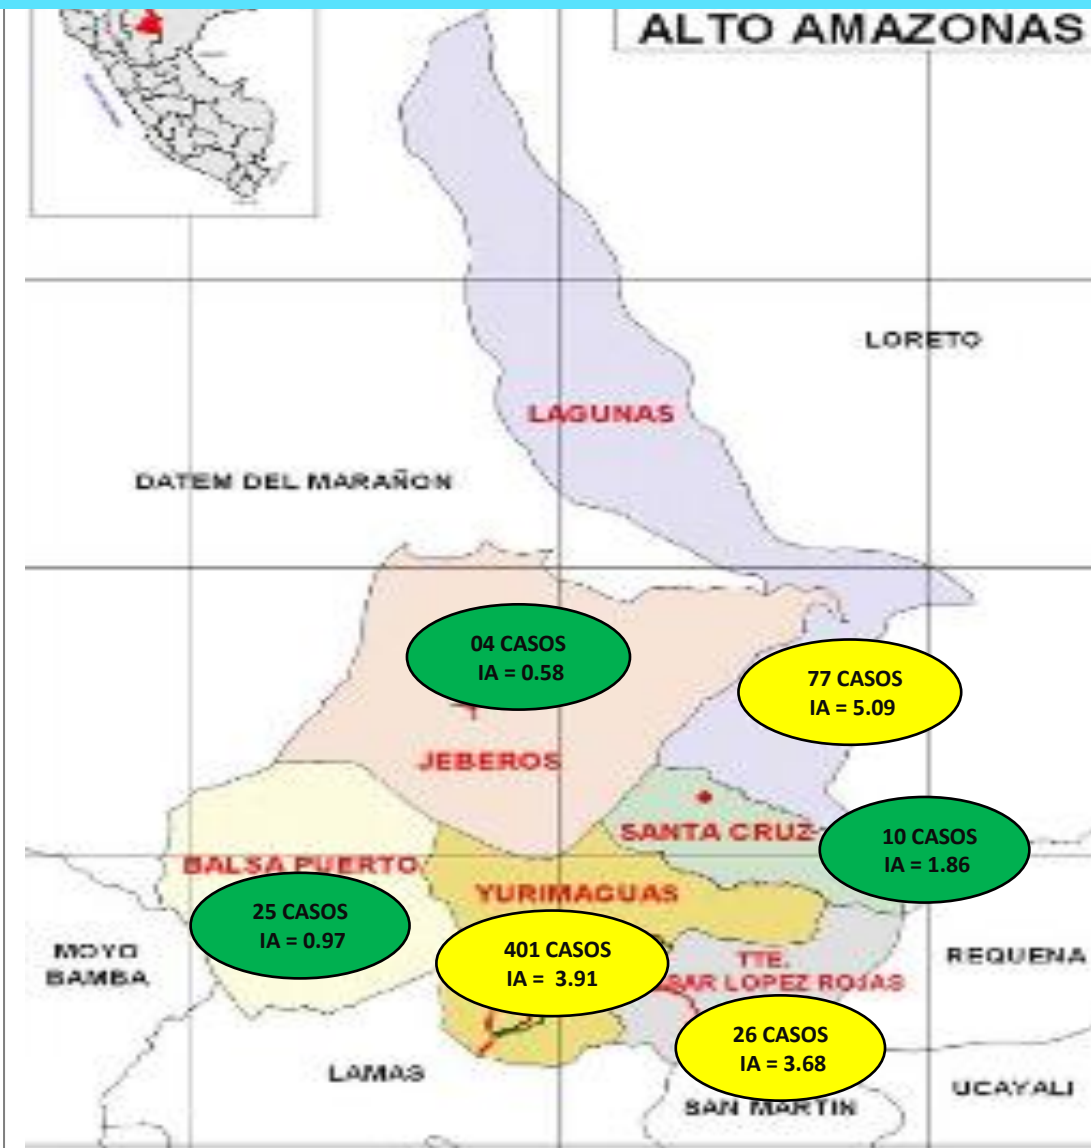 ALTO AMAZONAS
LORETO
LAGUNAS
DATEM DEL MARAÑON
04 CASOS
IA = 0.58
77 CASOS
IA = 5.09
JEBEROS
SANTA CRUZ
10 CASOS
IA = 1.86
BALSA PUERTO
YURIMAGUAS
25 CASOS
IA = 0.97
401 CASOS
IA = 3.91
MOYO
BAMBA
TTE.
SAR LOPEZ ROJAS
REQUENA
26 CASOS
IA = 3.68
LAMAS
UCAYALI
SAN MARTIN